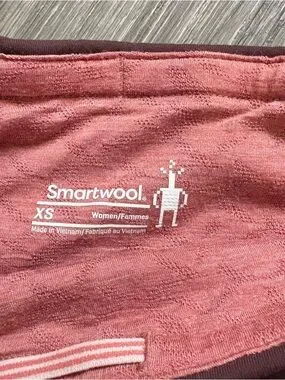 Smartwool.
XS
Women/Femmes
Made in Vietnam/Fabriqué au Vietnam